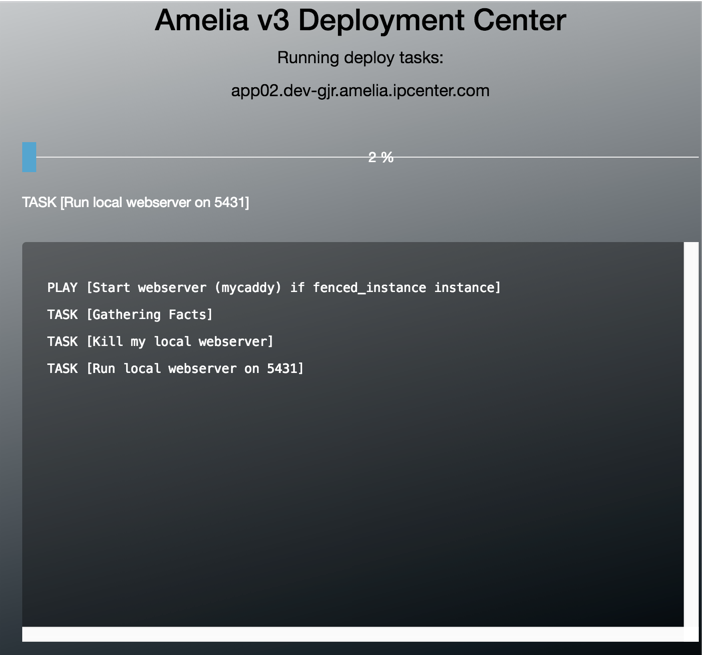 Amelia v3 Deployment Center
Running deploy tasks:
app02.dev-gjr.amelia.ipcenter.com
2 %
TASK [Run local webserver on 5431]
PLAY [Start webserver (mycaddy) if fenced_instance instance]
TASK [Gathering Facts]
TASK [Kill my local webserver]
TASK [Run local webserver on 5431]